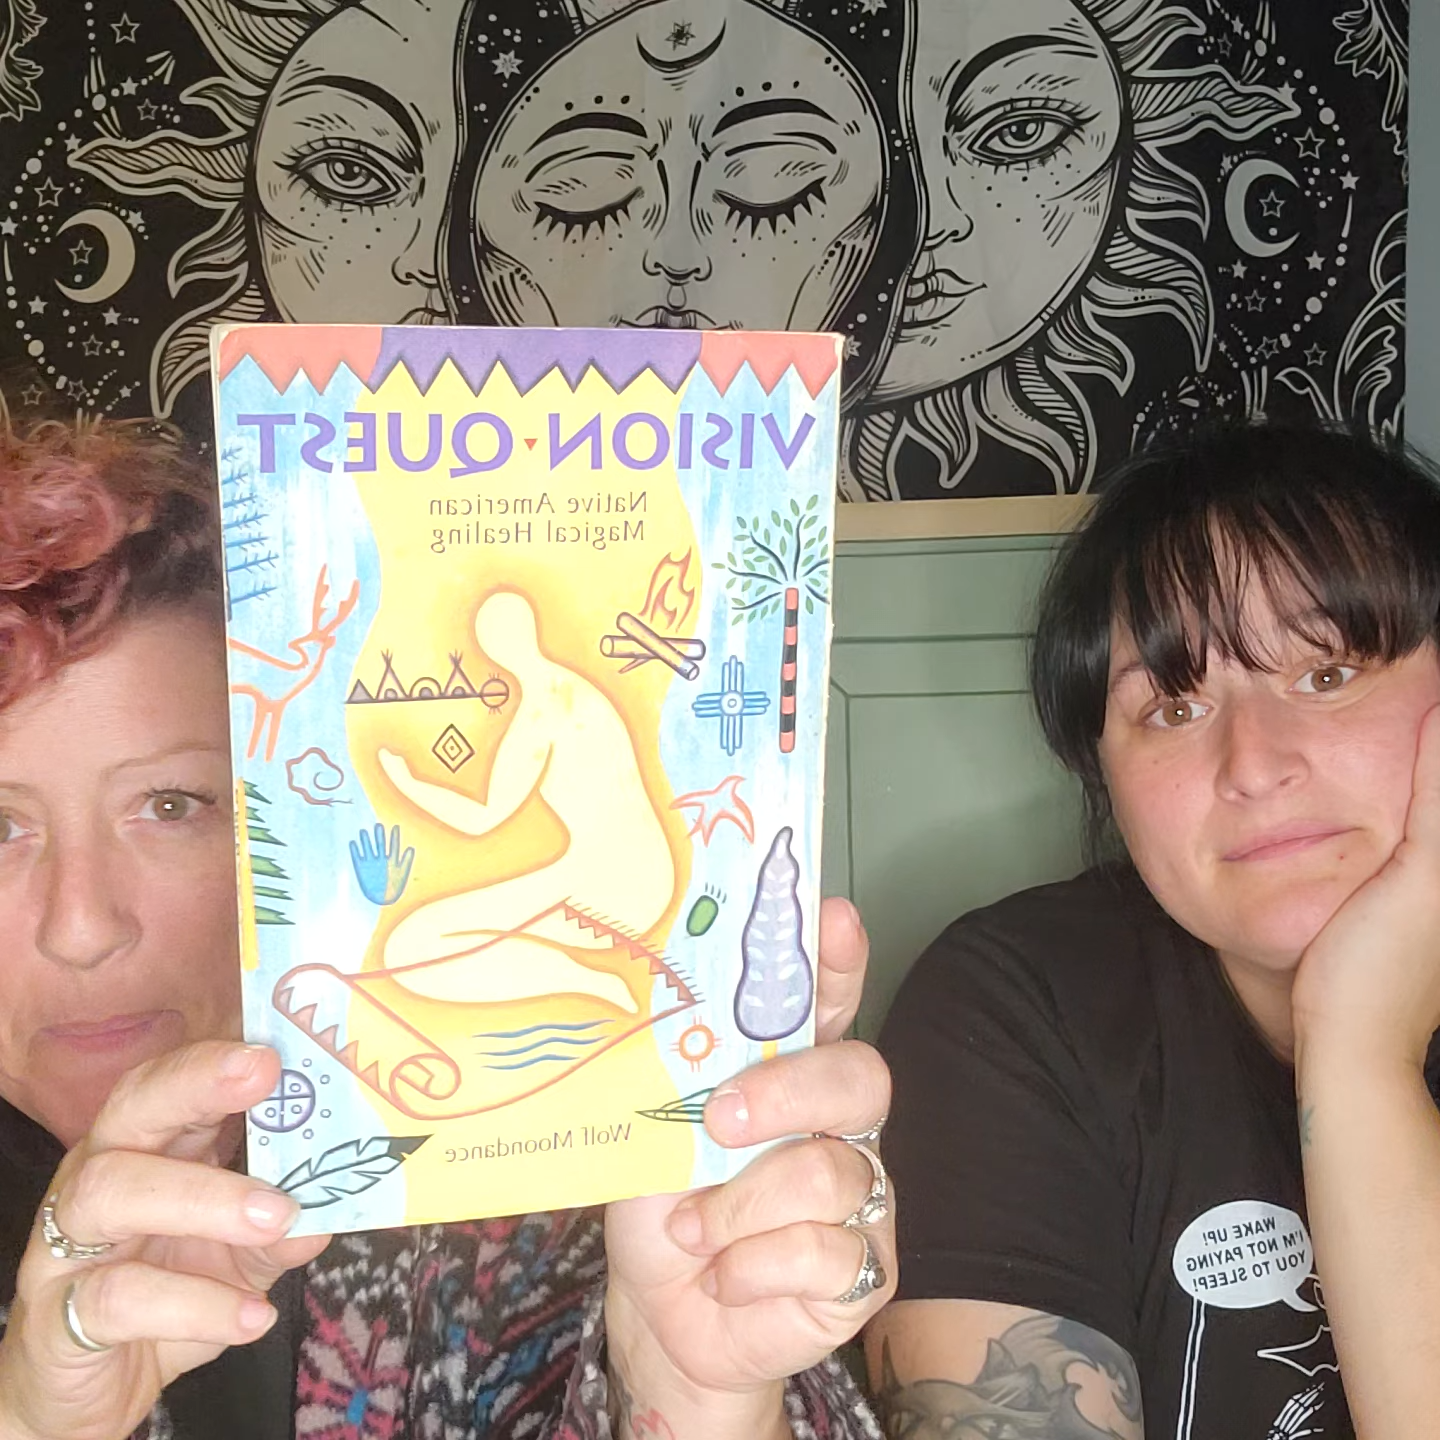 VISION QUEST
Native American
Magical Healing
Wolf Moondance
WAKE UP!
I'M NOT PAYING
YOU TO SLEEP!